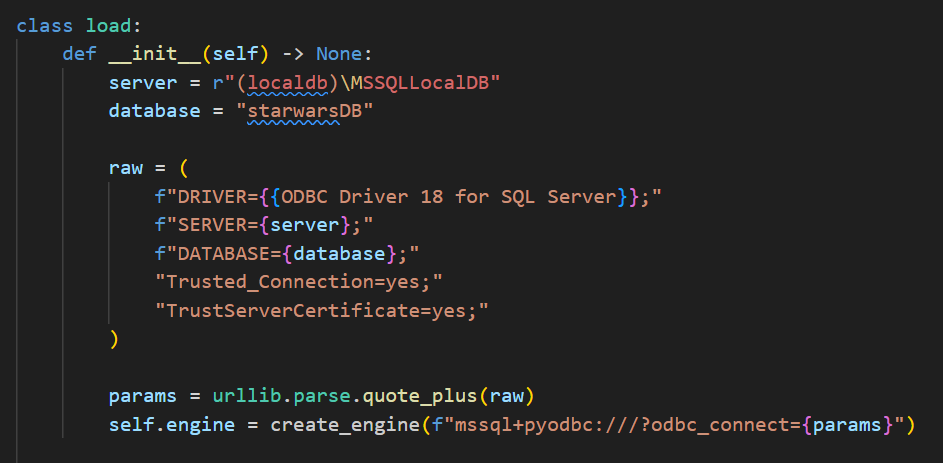 class load:
    def __init__(self) -> None:
        server = r"(localdb)\MSSQLLocalDB"
        database = "starwarsDB"
        raw = (
            f"DRIVER={{ODBC Driver 18 for SQL Server}};"
            f"SERVER={server};"
            f"DATABASE={database};"
            "Trusted_Connection=yes;"
            "TrustServerCertificate=yes;"
        )
        params = urllib.parse.quote_plus(raw)
        self.engine = create_engine(f"mssql+pyodbc:///?odbc_connect={params}")